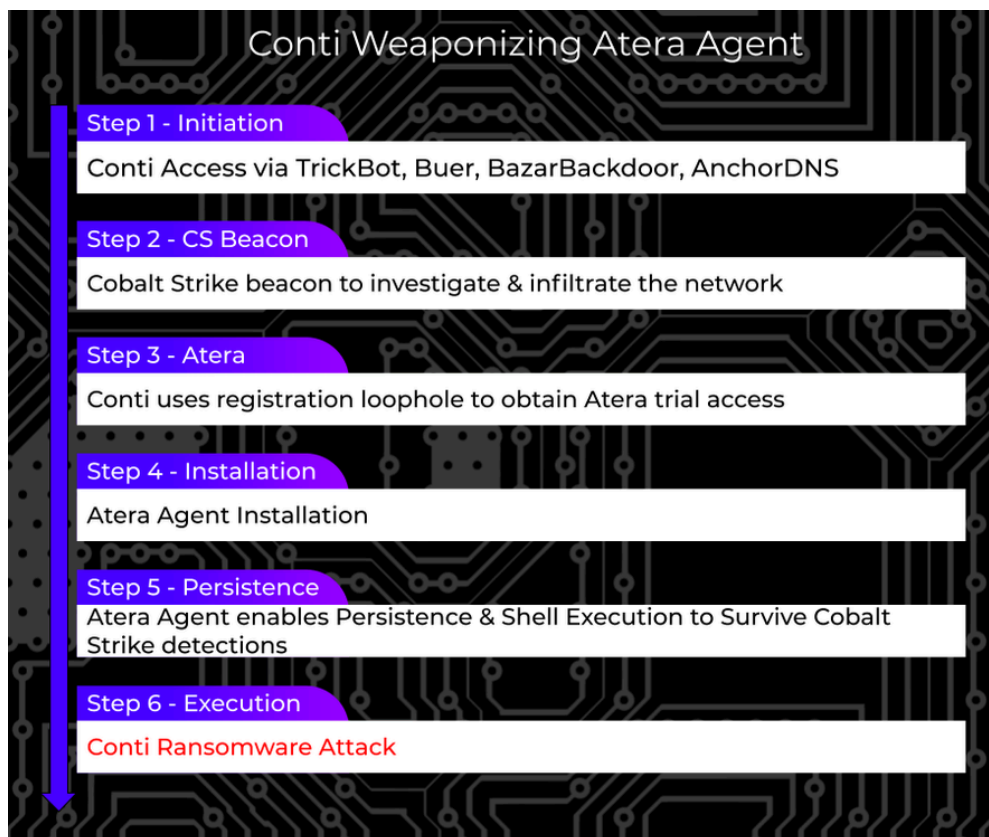 Conti Weaponizing Atera Agent
Step 1 - Initiation
Conti Access via TrickBot, Buer, BazarBackdoor, AnchorDNS
Step 2 - CS Beacon
Cobalt Strike beacon to investigate & infiltrate the network
Step 3 - Atera
Conti uses registration loophole to obtain Atera trial access
Step 4 - Installation
Atera Agent Installation
Step 5 - Persistence
Atera Agent enables Persistence & Shell Execution to Survive Cobalt
Strike detections
Step 6 - Execution
Conti Ransomware Attack